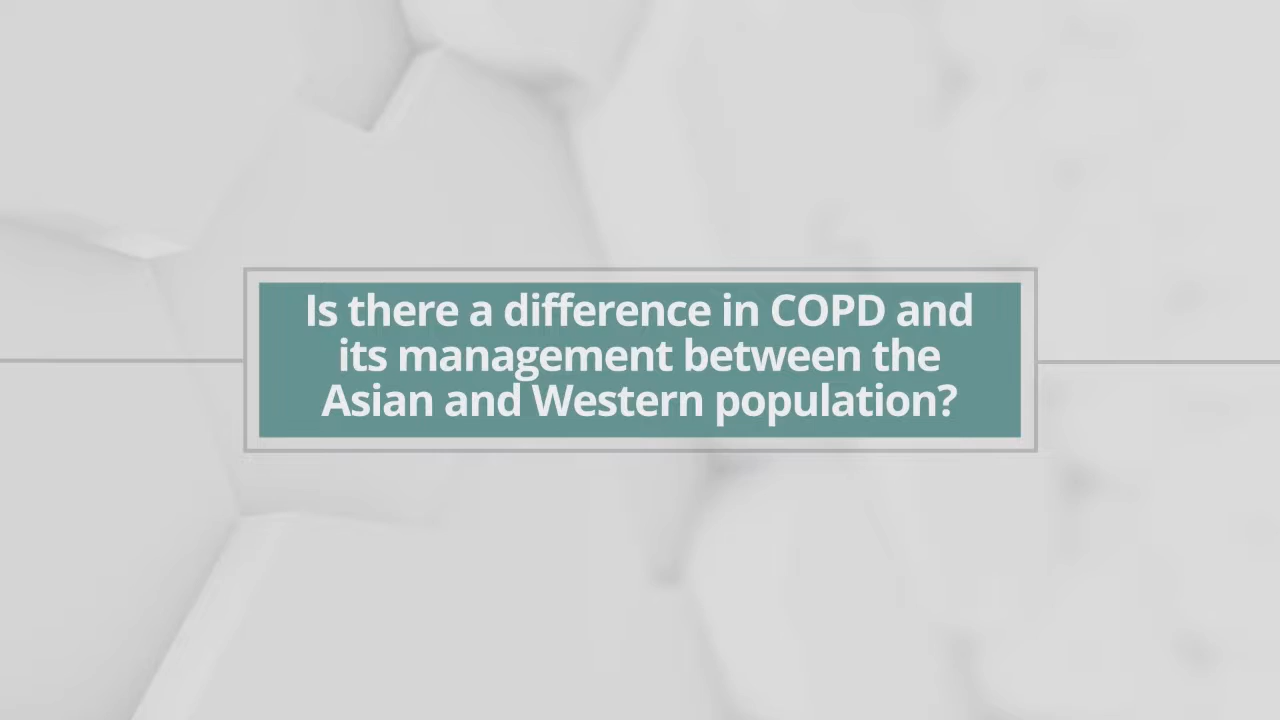 Is there a difference in COPD and
its management between the
Asian and Western population?